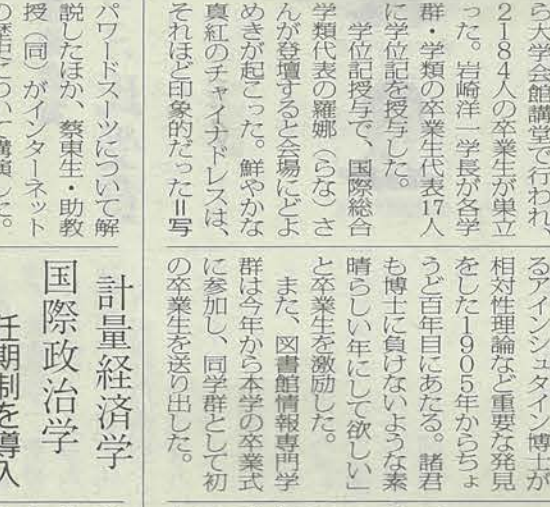 ら大学会館講堂で行われ、
2184人の卒業生が巣立
った。岩崎洋一学長が各学
群・学類の卒業生代表17人
に学位記を授与した。
学位記授与で、国際総合
学類代表の羅娜（らな）さ
んが登壇すると会場にどよ
めきが起こった。鮮やかな
真紅のチャイナドレスは、
それほど印象的だった＝写
るアインシュタイン博士が
相対性理論など重要な発見
をした1905年からちょ
うど百年目にあたる。諸君
も博士に負けないような素
晴らしい年にして欲しい」
と卒業生を激励した。
また、図書館情報専門学
群は今年から本学の卒業式
に参加し、同学群として初
の卒業生を送り出した。
パワードスーツについて解
説したほか、蔡東生・助教
授（同）がインターネット
の歴史について講演した。
計量経済学
国際政治学
任期制を導入